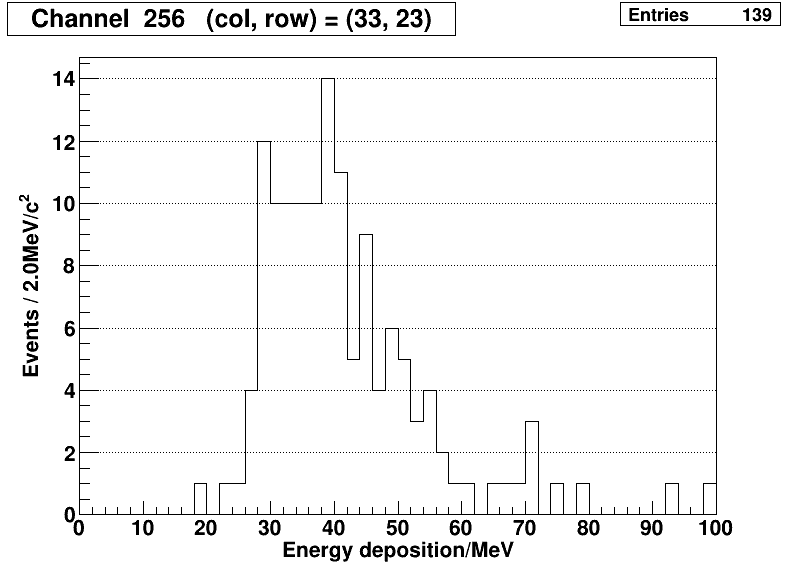 Channel 256 (col, row) = (33, 23)
Entries 139
Events / 2.0MeV/c²
14
12
10
8
6
4
2
0
0 10 20 30 40 50 60 70 80 90 100
Energy deposition/MeV